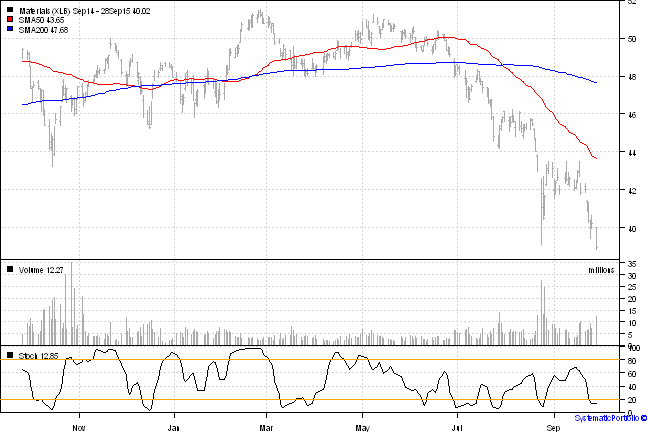 Materials (XLB) Sep14 - 28Sep15 40.02
SMA50 43.65
SMA200 47.68
52
50
48
46
44
42
40
Volume 12.27
millions
35
30
25
20
15
10
5
0
Stoch 12.85
100
80
60
40
20
0
Nov
Jan
Mar
May
Jul
Sep
SystematicPortfolio ©